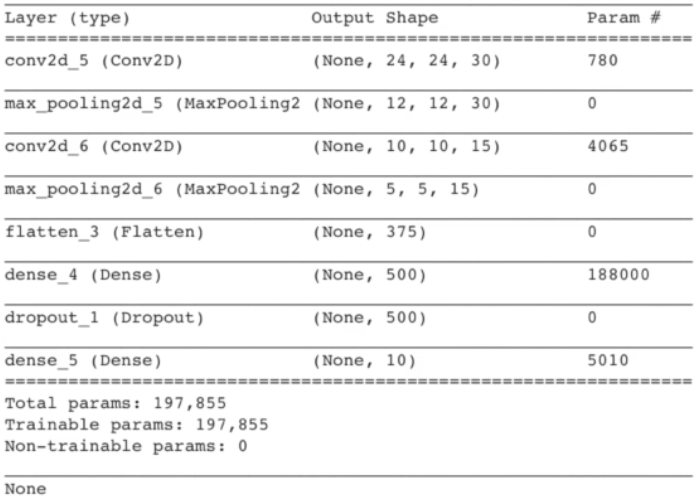 Layer (type) Output Shape Param #
=================================================================
conv2d_5 (Conv2D) (None, 24, 24, 30) 780
max_pooling2d_5 (MaxPooling2 (None, 12, 12, 30) 0
conv2d_6 (Conv2D) (None, 10, 10, 15) 4065
max_pooling2d_6 (MaxPooling2 (None, 5, 5, 15) 0
flatten_3 (Flatten) (None, 375) 0
dense_4 (Dense) (None, 500) 188000
dropout_1 (Dropout) (None, 500) 0
dense_5 (Dense) (None, 10) 5010
=================================================================
Total params: 197,855
Trainable params: 197,855
Non-trainable params: 0
None